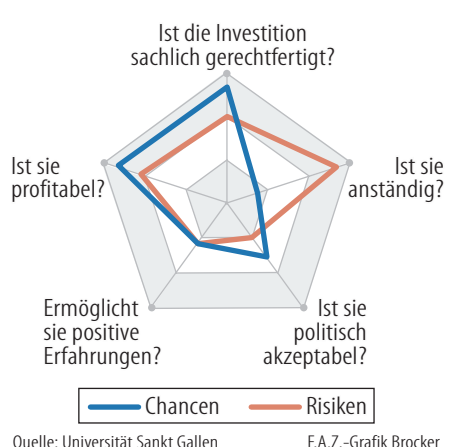 Ist die Investition
sachlich gerechtfertigt?
Ist sie
profitabel?
Ist sie
anständig?
Ermöglicht
sie positive
Erfahrungen?
Ist sie
politisch
akzeptabel?
Chancen
Risiken
Quelle: Universität Sankt Gallen
F.A.Z.-Grafik Brocker